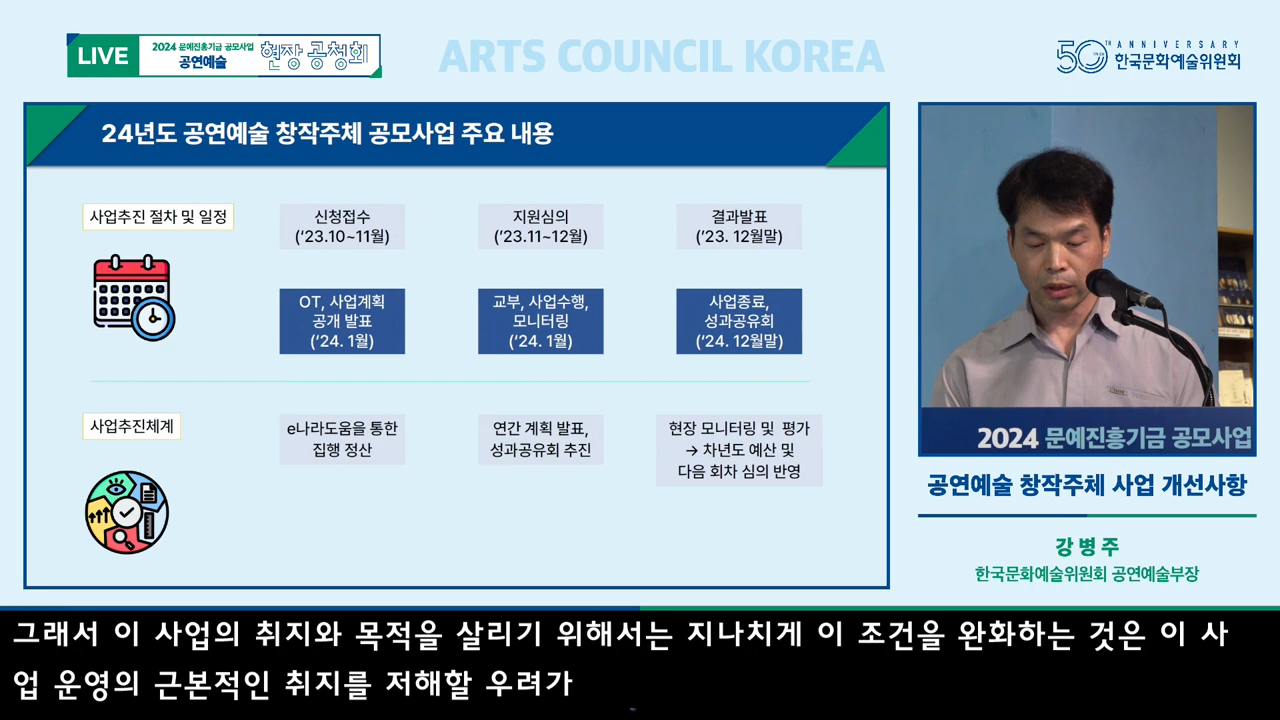 LIVE
2024 문예진흥기금 공모사업
공연예술
현장 공청회
ARTS COUNCIL KOREA
50TH ANNIVERSARY
한국문화예술위원회
24년도 공연예술 창작주체 공모사업 주요 내용
사업추진 절차 및 일정
신청접수
(‘23.10~11월)
지원심의
(‘23.11~12월)
결과발표
(‘23. 12월말)
OT, 사업계획
공개 발표
(‘24. 1월)
교부, 사업수행,
모니터링
(‘24. 1월)
사업종료,
성과공유회
(‘24. 12월말)
사업추진체계
e나라도움을 통한
집행 정산
연간 계획 발표,
성과공유회 추진
현장 모니터링 및 평가
→ 차년도 예산 및
다음 회차 심의 반영
2024 문예진흥기금 공모사업
공연예술 창작주체 사업 개선사항
강병주
한국문화예술위원회 공연예술부장
그래서 이 사업의 취지와 목적을 살리기 위해서는 지나치게 이 조건을 완화하는 것은 이 사
업 운영의 근본적인 취지를 저해할 우려가